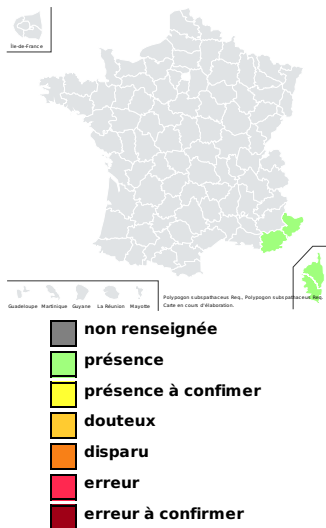 Île-de-France
Polypogon subspathaceus Req., Polypogon subspathaceus Req.
Carte en cours d'élaboration.
Guadeloupe Martinique Guyane La Réunion Mayotte
non renseignée
présence
présence à confimer
douteux
disparu
erreur
erreur à confirmer